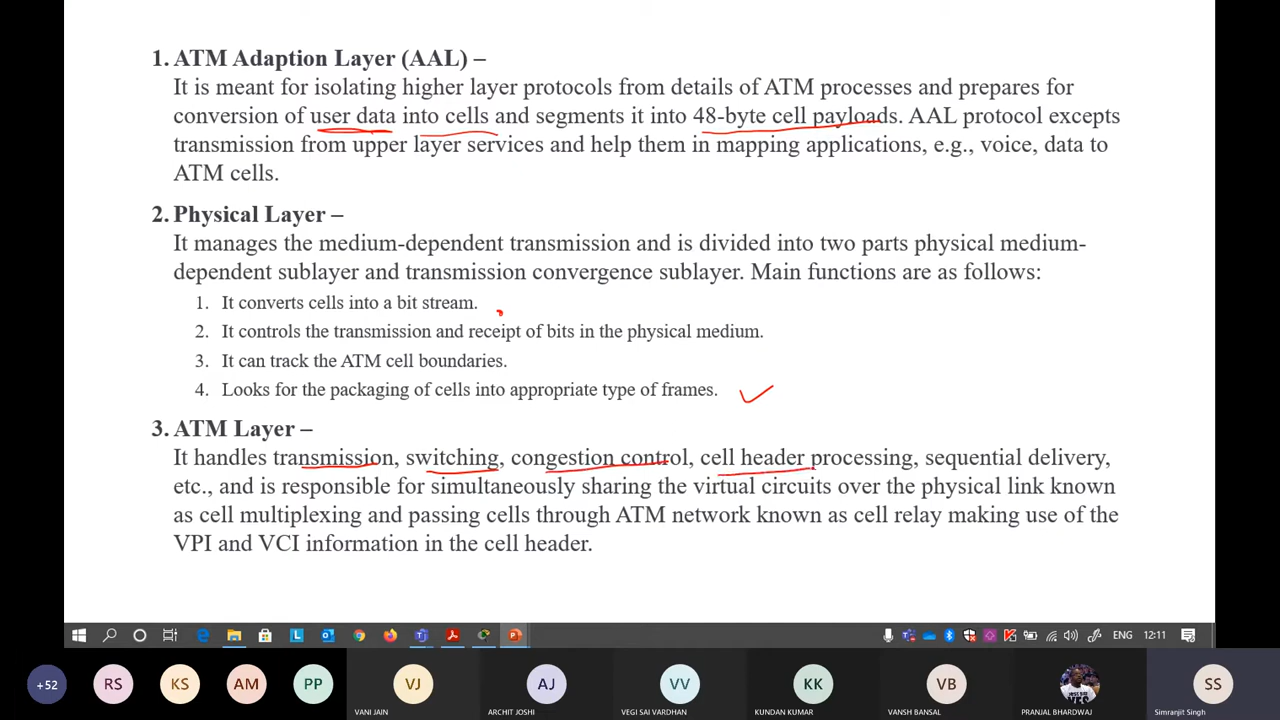 1. ATM Adaption Layer (AAL) –
It is meant for isolating higher layer protocols from details of ATM processes and prepares for
conversion of user data into cells and segments it into 48-byte cell payloads. AAL protocol excepts
transmission from upper layer services and help them in mapping applications, e.g., voice, data to
ATM cells.
2. Physical Layer –
It manages the medium-dependent transmission and is divided into two parts physical medium-
dependent sublayer and transmission convergence sublayer. Main functions are as follows:
1. It converts cells into a bit stream.
2. It controls the transmission and receipt of bits in the physical medium.
3. It can track the ATM cell boundaries.
4. Looks for the packaging of cells into appropriate type of frames.
3. ATM Layer –
It handles transmission, switching, congestion control, cell header processing, sequential delivery,
etc., and is responsible for simultaneously sharing the virtual circuits over the physical link known
as cell multiplexing and passing cells through ATM network known as cell relay making use of the
VPI and VCI information in the cell header.
ENG 12:11
+52 RS KS AM PP VJ AJ VV KK VB SS
VANI JAIN ARCHIT JOSHI VEGI SAI VARDHAN KUNDAN KUMAR VANSH BANSAL PRANJAL BHARDWAJ Simranjit Singh